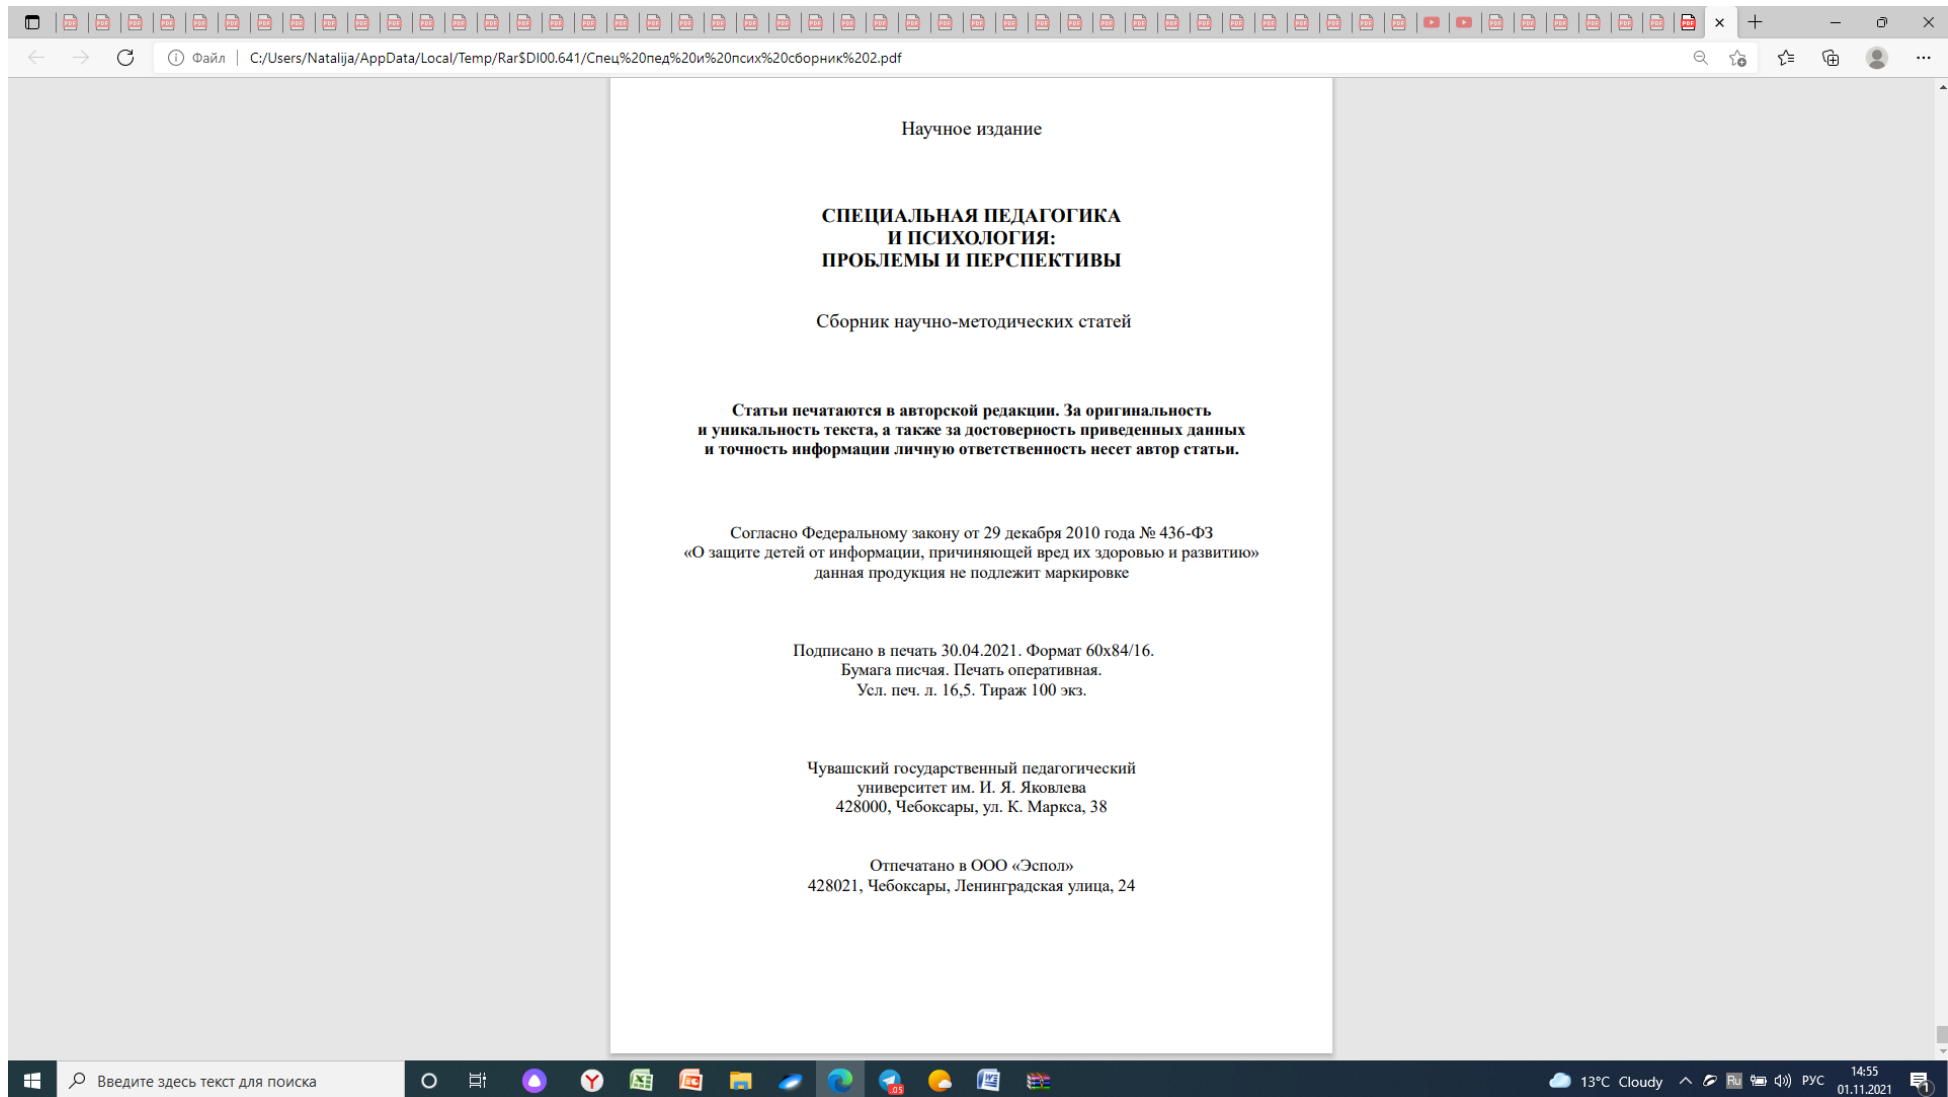 Файл
C:/Users/Natalija/AppData/Local/Temp/Rar$DI00.641/Спец%20пед%20и%20псих%20сборник%202.pdf
Научное издание
СПЕЦИАЛЬНАЯ ПЕДАГОГИКА
И ПСИХОЛОГИЯ:
ПРОБЛЕМЫ И ПЕРСПЕКТИВЫ
Сборник научно-методических статей
Статьи печатаются в авторской редакции. За оригинальность
и уникальность текста, а также за достоверность приведенных данных
и точность информации личную ответственность несет автор статьи.
Согласно Федеральному закону от 29 декабря 2010 года № 436-ФЗ
«О защите детей от информации, причиняющей вред их здоровью и развитию»
данная продукция не подлежит маркировке
Подписано в печать 30.04.2021. Формат 60х84/16.
Бумага писчая. Печать оперативная.
Усл. печ. л. 16,5. Тираж 100 экз.
Чувашский государственный педагогический
университет им. И. Я. Яковлева
428000, Чебоксары, ул. К. Маркса, 38
Отпечатано в ООО «Эспол»
428021, Чебоксары, Ленинградская улица, 24
Введите здесь текст для поиска
13°C Cloudy
Ru
РУС
14:55
01.11.2021